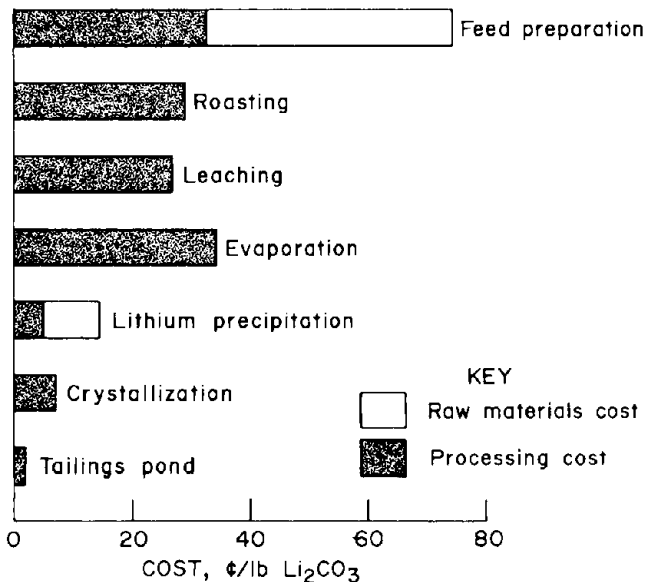 Feed preparation
Roasting
Leaching
Evaporation
Lithium precipitation
Crystallization
Tailings pond
KEY
Raw materials cost
Processing cost
0 20 40 60 80
COST, ¢/lb Li₂CO₃